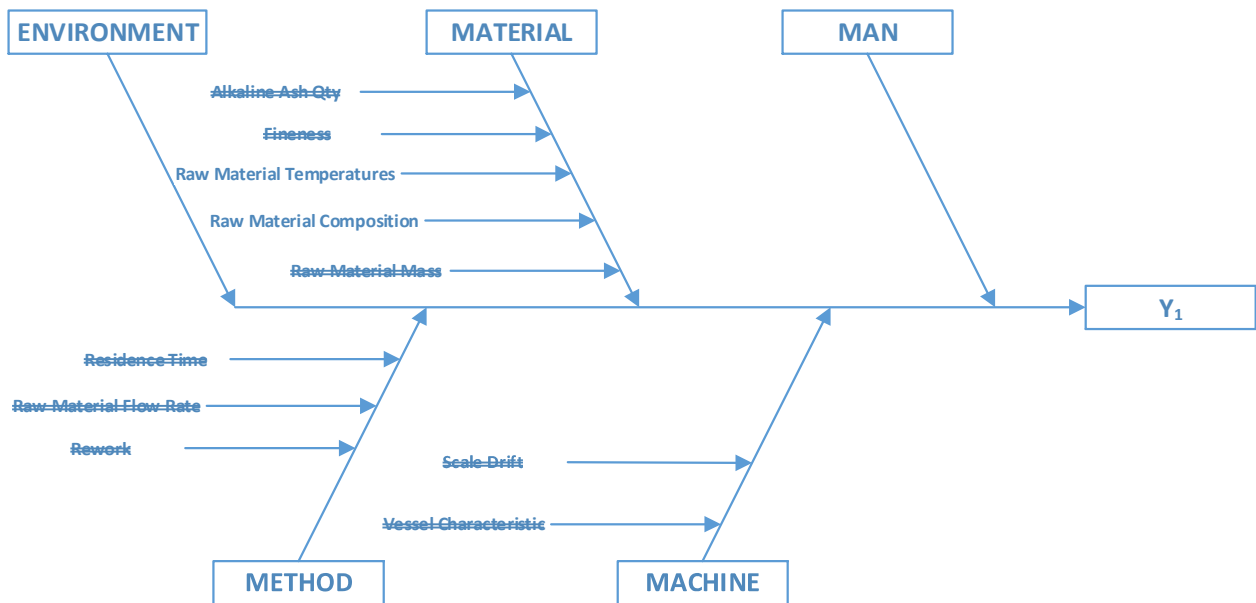 ENVIRONMENT
MATERIAL
MAN
Alkaline Ash Qty
Fineness
Raw Material Temperatures
Raw Material Composition
Raw Material Mass
Y₁
Residence Time
Raw Material Flow Rate
Rework
Scale Drift
Vessel Characteristic
METHOD
MACHINE